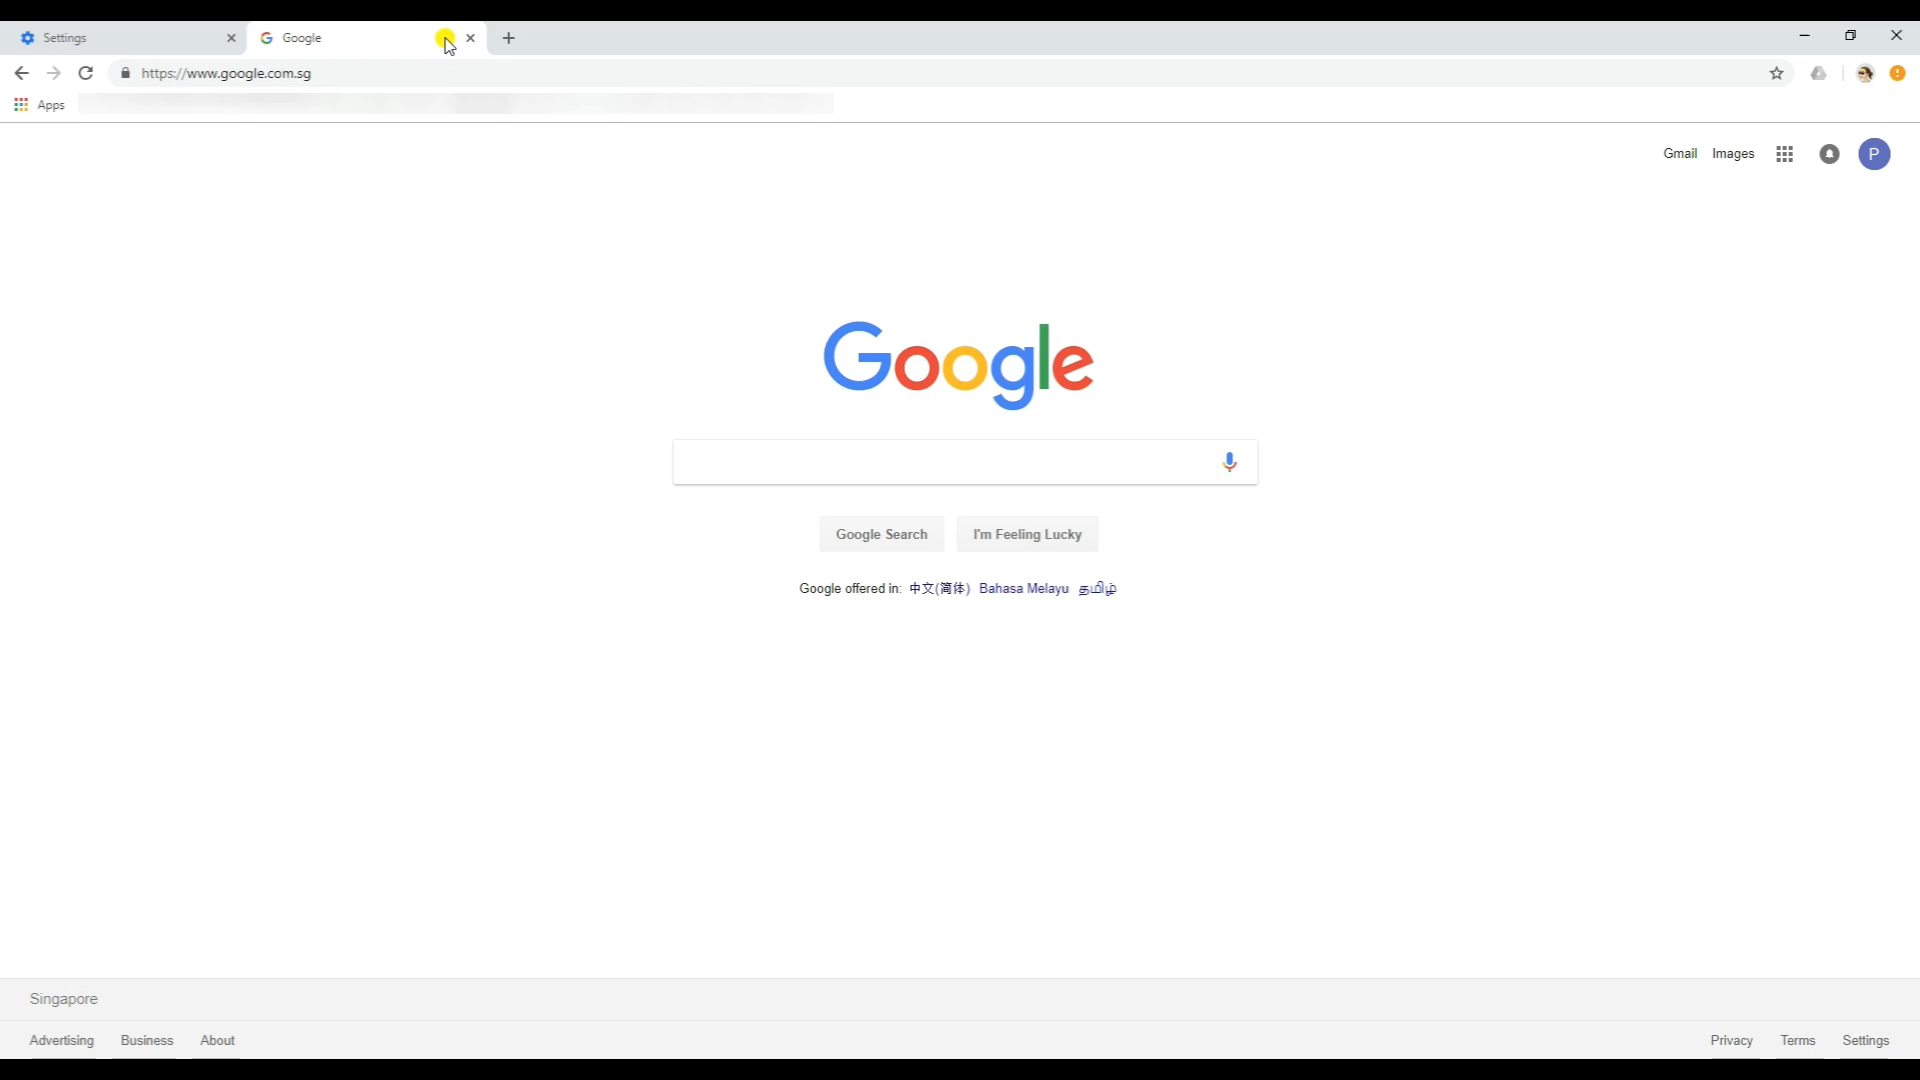 Settings
Google
https://www.google.com.sg
Apps
Gmail Images P
Google
Google Search I'm Feeling Lucky
Google offered in: 中文(简体) Bahasa Melayu தமிழ்
Singapore
Advertising Business About Privacy Terms Settings